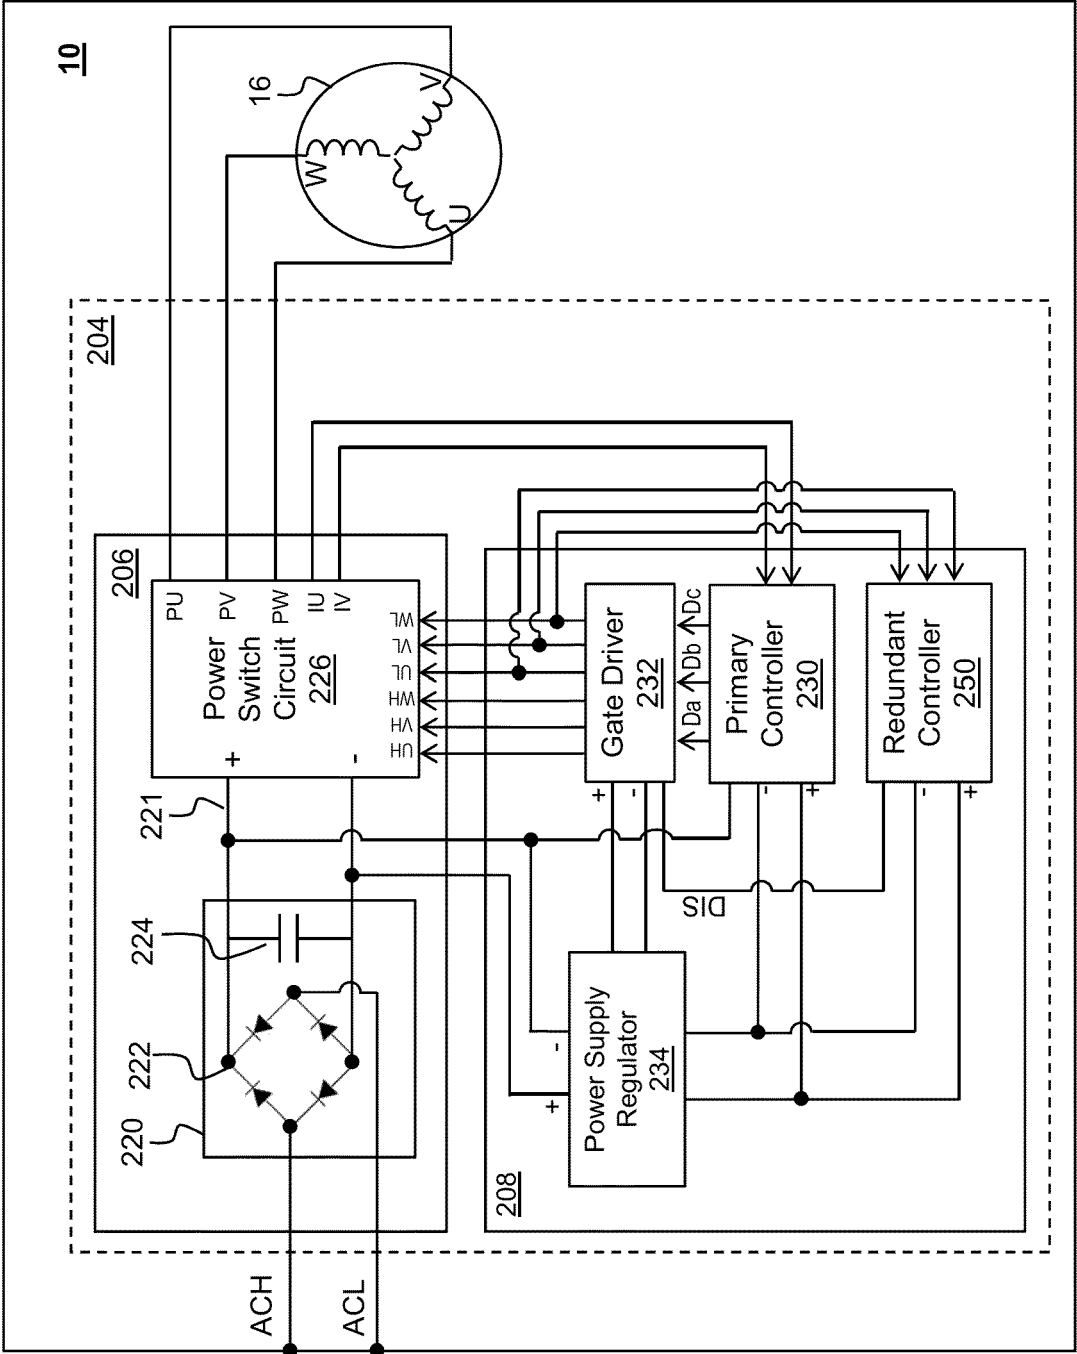 10
16
W
V
U
204
206
PU
PV
PW
IU
IV
Power
Switch
Circuit
226
+
-
WL
VL
UL
WH
VH
UH
221
224
222
220
ACH
ACL
Gate Driver
232
+
-
Da
Db
Dc
Primary
Controller
230
-
+
Redundant
Controller
250
-
+
DIS
Power Supply
Regulator
234
-
+
208